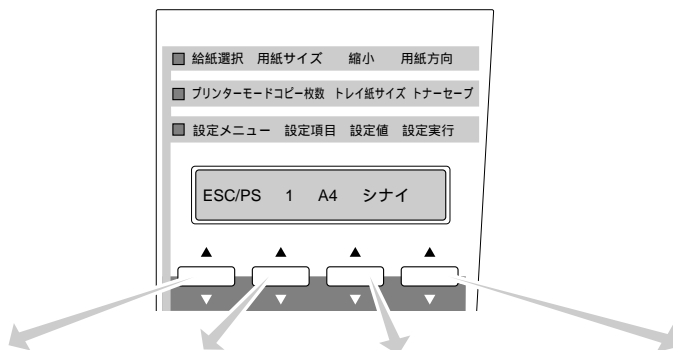 給紙選択 用紙サイズ 縮小 用紙方向
プリンターモード コピー枚数 トレイ紙サイズ トナーセーブ
設定メニュー 設定項目 設定値 設定実行
ESC/PS 1 A4 シナイ